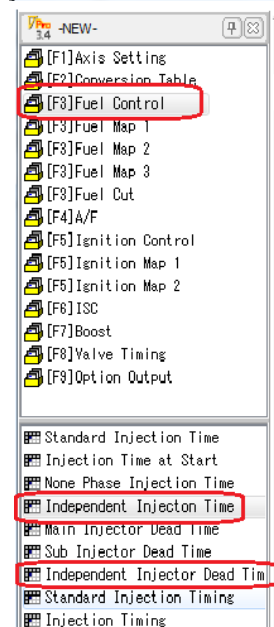 VPro 3.4 -NEW-
[F1]Axis Setting
[F2]Conversion Table
[F3]Fuel Control
[F3]Fuel Map 1
[F3]Fuel Map 2
[F3]Fuel Map 3
[F3]Fuel Cut
[F4]A/F
[F5]Ignition Control
[F5]Ignition Map 1
[F5]Ignition Map 2
[F6]ISC
[F7]Boost
[F8]Valve Timing
[F9]Option Output
Standard Injection Time
Injection Time at Start
None Phase Injection Time
Independent Injecton Time
Main Injector Dead Time
Sub Injector Dead Time
Independent Injector Dead Tim
Standard Injection Timing
Injection Timing